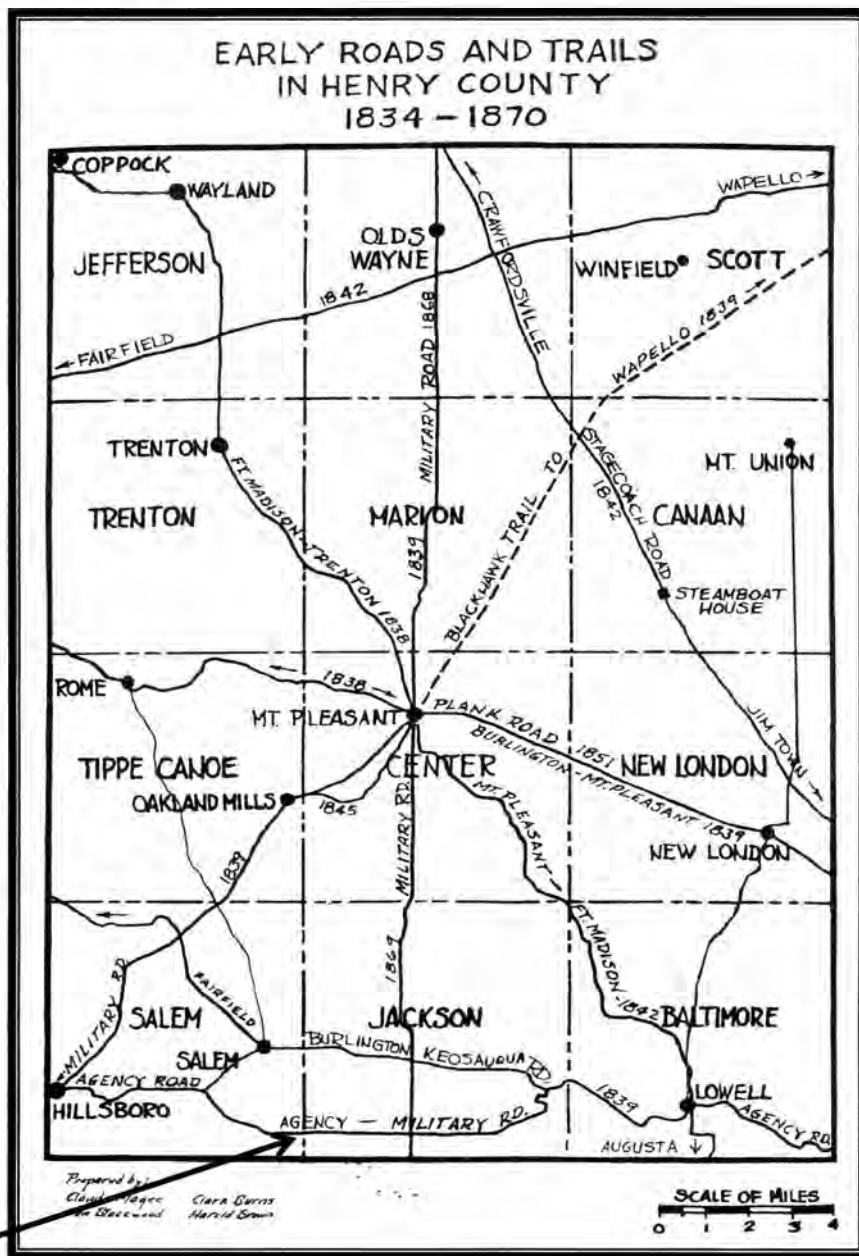 EARLY ROADS AND TRAILS
IN HENRY COUNTY
1834 – 1870
COPPOCK
WAYLAND
WAPELLO →
CRAWFORDSVILLE
OLDS
WAYNE
JEFFERSON
WINFIELD
SCOTT
1842
← FAIRFIELD
MILITARY ROAD 1868
WAPELLO 1839
TRENTON
FT. MADISON-TRENTON 1838
STAGECOACH ROAD
1842
MT. UNION
TRENTON
MARION
CANAAN
1839
BLACKHAWK TRAIL TO
STEAMBOAT
HOUSE
ROME
1838
MT. PLEASANT
PLANK ROAD 1851
BURLINGTON-MT. PLEASANT 1839
JIM TOWN
TIPPE CANOE
CENTER
NEW LONDON
OAKLAND MILLS
1845
MT. PLEASANT
1839
MILITARY RD.
NEW LONDON
FT. MADISON-1842
1869
MILITARY RD.
FAIRFIELD
SALEM
JACKSON
BALTIMORE
SALEM
BURLINGTON KEOSAUQUA RD.
AGENCY ROAD
1839
LOWELL
HILLSBORO
AGENCY — MILITARY RD.
AGENCY RD.
AUGUSTA
Prepared by:
Clara Burns
Harold Brown
SCALE OF MILES
0 1 2 3 4